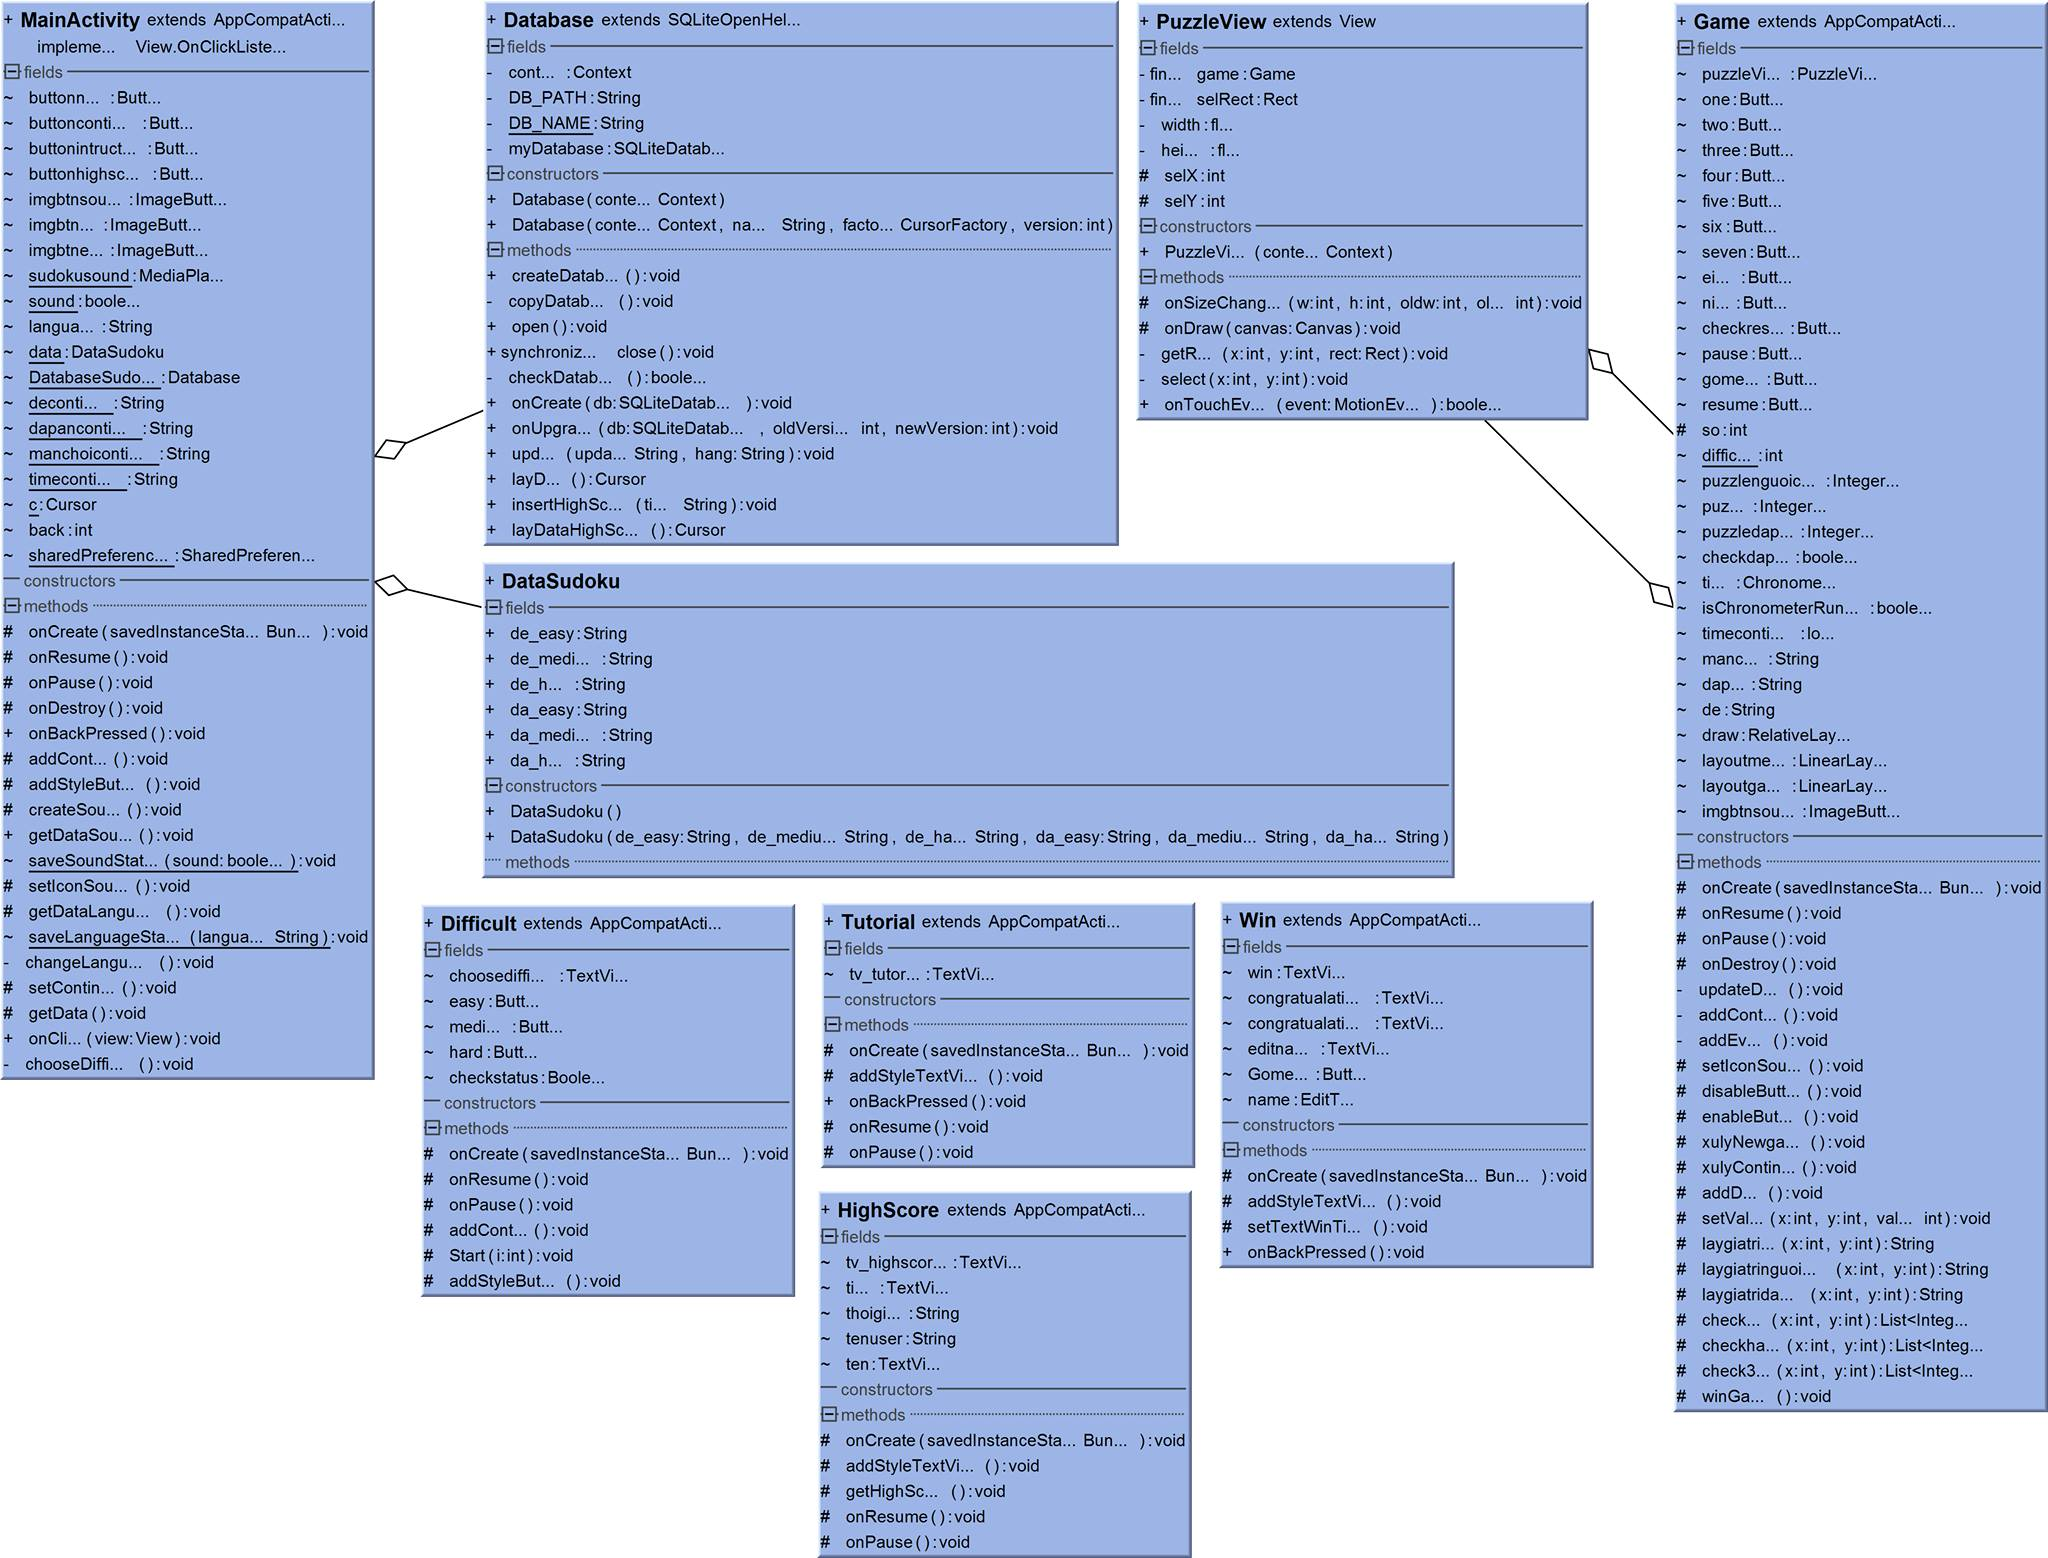 + MainActivity extends AppCompatActi...
impleme... View.OnClickListe...
fields
~ buttonn... :Butt...
~ buttonconti... :Butt...
~ buttonintruct... :Butt...
~ buttonhighsc... :Butt...
~ imgbtnsou... :ImageButt...
~ imgbtn... :ImageButt...
~ imgbtne... :ImageButt...
~ sudokusound:MediaPla...
~ sound:boole...
~ langua... :String
~ data:DataSudoku
~ DatabaseSudo... :Database
~ deconti... :String
~ dapanconti... :String
~ manchoiconti... :String
~ timeconti... :String
~ c:Cursor
~ back:int
~ sharedPreferenc... :SharedPreferen...
constructors
methods
# onCreate(savedInstanceSta... Bun... ):void
# onResume():void
# onPause():void
# onDestroy():void
+ onBackPressed():void
# addCont... ():void
# addStyleBut... ():void
# createSou... ():void
+ getDataSou... ():void
~ saveSoundStat... (sound:boole... ):void
# setIconSou... ():void
# getDataLangu... ():void
~ saveLanguageSta... (langua... String):void
- changeLangu... ():void
# setContin... ():void
# getData():void
+ onCli... (view:View):void
- chooseDiffi... ():void
+ Database extends SQLiteOpenHel...
fields
- cont... :Context
- DB_PATH:String
- DB_NAME:String
- myDatabase:SQLiteDatab...
constructors
+ Database(conte... Context)
+ Database(conte... Context, na... String, facto... CursorFactory, version:int)
methods
+ createDatab... ():void
- copyDatab... ():void
+ open():void
+ synchroniz... close():void
- checkDatab... ():boole...
+ onCreate(db:SQLiteDatab... ):void
+ onUpgra... (db:SQLiteDatab... , oldVersi... int, newVersion:int):void
+ upd... (upda... String, hang:String):void
+ layD... ():Cursor
+ insertHighSc... (ti... String):void
+ layDataHighSc... ():Cursor
+ DataSudoku
fields
+ de_easy:String
+ de_medi... :String
+ de_h... :String
+ da_easy:String
+ da_medi... :String
+ da_h... :String
constructors
+ DataSudoku()
+ DataSudoku(de_easy:String, de_mediu... String, de_ha... String, da_easy:String, da_mediu... String, da_ha... String)
methods
+ PuzzleView extends View
fields
- fin... game:Game
- fin... selRect:Rect
- width:fl...
- hei... :fl...
# selX:int
# selY:int
constructors
+ PuzzleVi... (conte... Context)
methods
# onSizeChang... (w:int, h:int, oldw:int, ol... int):void
# onDraw(canvas:Canvas):void
- getR... (x:int, y:int, rect:Rect):void
- select(x:int, y:int):void
+ onTouchEv... (event:MotionEv... ):boole...
+ Game extends AppCompatActi...
fields
~ puzzleVi... :PuzzleVi...
~ one:Butt...
~ two:Butt...
~ three:Butt...
~ four:Butt...
~ five:Butt...
~ six:Butt...
~ seven:Butt...
~ ei... :Butt...
~ ni... :Butt...
~ checkres... :Butt...
~ pause:Butt...
~ gome... :Butt...
~ resume:Butt...
# so:int
~ diffic... :int
~ puzzlenguoic... :Integer...
~ puz... :Integer...
~ puzzledap... :Integer...
~ checkdap... :boole...
~ ti... :Chronome...
~ isChronometerRun... :boole...
~ timeconti... :lo...
~ manc... :String
~ dap... :String
~ de:String
~ draw:RelativeLay...
~ layoutme... :LinearLay...
~ layoutga... :LinearLay...
~ imgbtnsou... :ImageButt...
constructors
methods
# onCreate(savedInstanceSta... Bun... ):void
# onResume():void
# onPause():void
# onDestroy():void
- updateD... ():void
- addCont... ():void
- addEv... ():void
# setIconSou... ():void
# disableButt... ():void
# enableBut... ():void
# xulyNewga... ():void
# xulyContin... ():void
# addD... ():void
# setVal... (x:int, y:int, val... int):void
# laygiatri... (x:int, y:int):String
# laygiatringuoi... (x:int, y:int):String
# laygiatrida... (x:int, y:int):String
# check... (x:int, y:int):List<Integ...
# checkha... (x:int, y:int):List<Integ...
# check3... (x:int, y:int):List<Integ...
# winGa... ():void
+ Difficult extends AppCompatActi...
fields
~ choosediffi... :TextVi...
~ easy:Butt...
~ medi... :Butt...
~ hard:Butt...
~ checkstatus:Boole...
constructors
methods
# onCreate(savedInstanceSta... Bun... ):void
# onResume():void
# onPause():void
# addCont... ():void
# Start(i:int):void
# addStyleBut... ():void
+ Tutorial extends AppCompatActi...
fields
~ tv_tutor... :TextVi...
constructors
methods
# onCreate(savedInstanceSta... Bun... ):void
# addStyleTextVi... ():void
+ onBackPressed():void
# onResume():void
# onPause():void
+ Win extends AppCompatActi...
fields
~ win:TextVi...
~ congratualati... :TextVi...
~ congratualati... :TextVi...
~ editna... :TextVi...
~ Gome... :Butt...
~ name:EditT...
constructors
methods
# onCreate(savedInstanceSta... Bun... ):void
# addStyleTextVi... ():void
# setTextWinTi... ():void
+ onBackPressed():void
+ HighScore extends AppCompatActi...
fields
~ tv_highscor... :TextVi...
~ ti... :TextVi...
~ thoigi... :String
~ tenuser:String
~ ten:TextVi...
constructors
methods
# onCreate(savedInstanceSta... Bun... ):void
# addStyleTextVi... ():void
# getHighSc... ():void
# onResume():void
# onPause():void